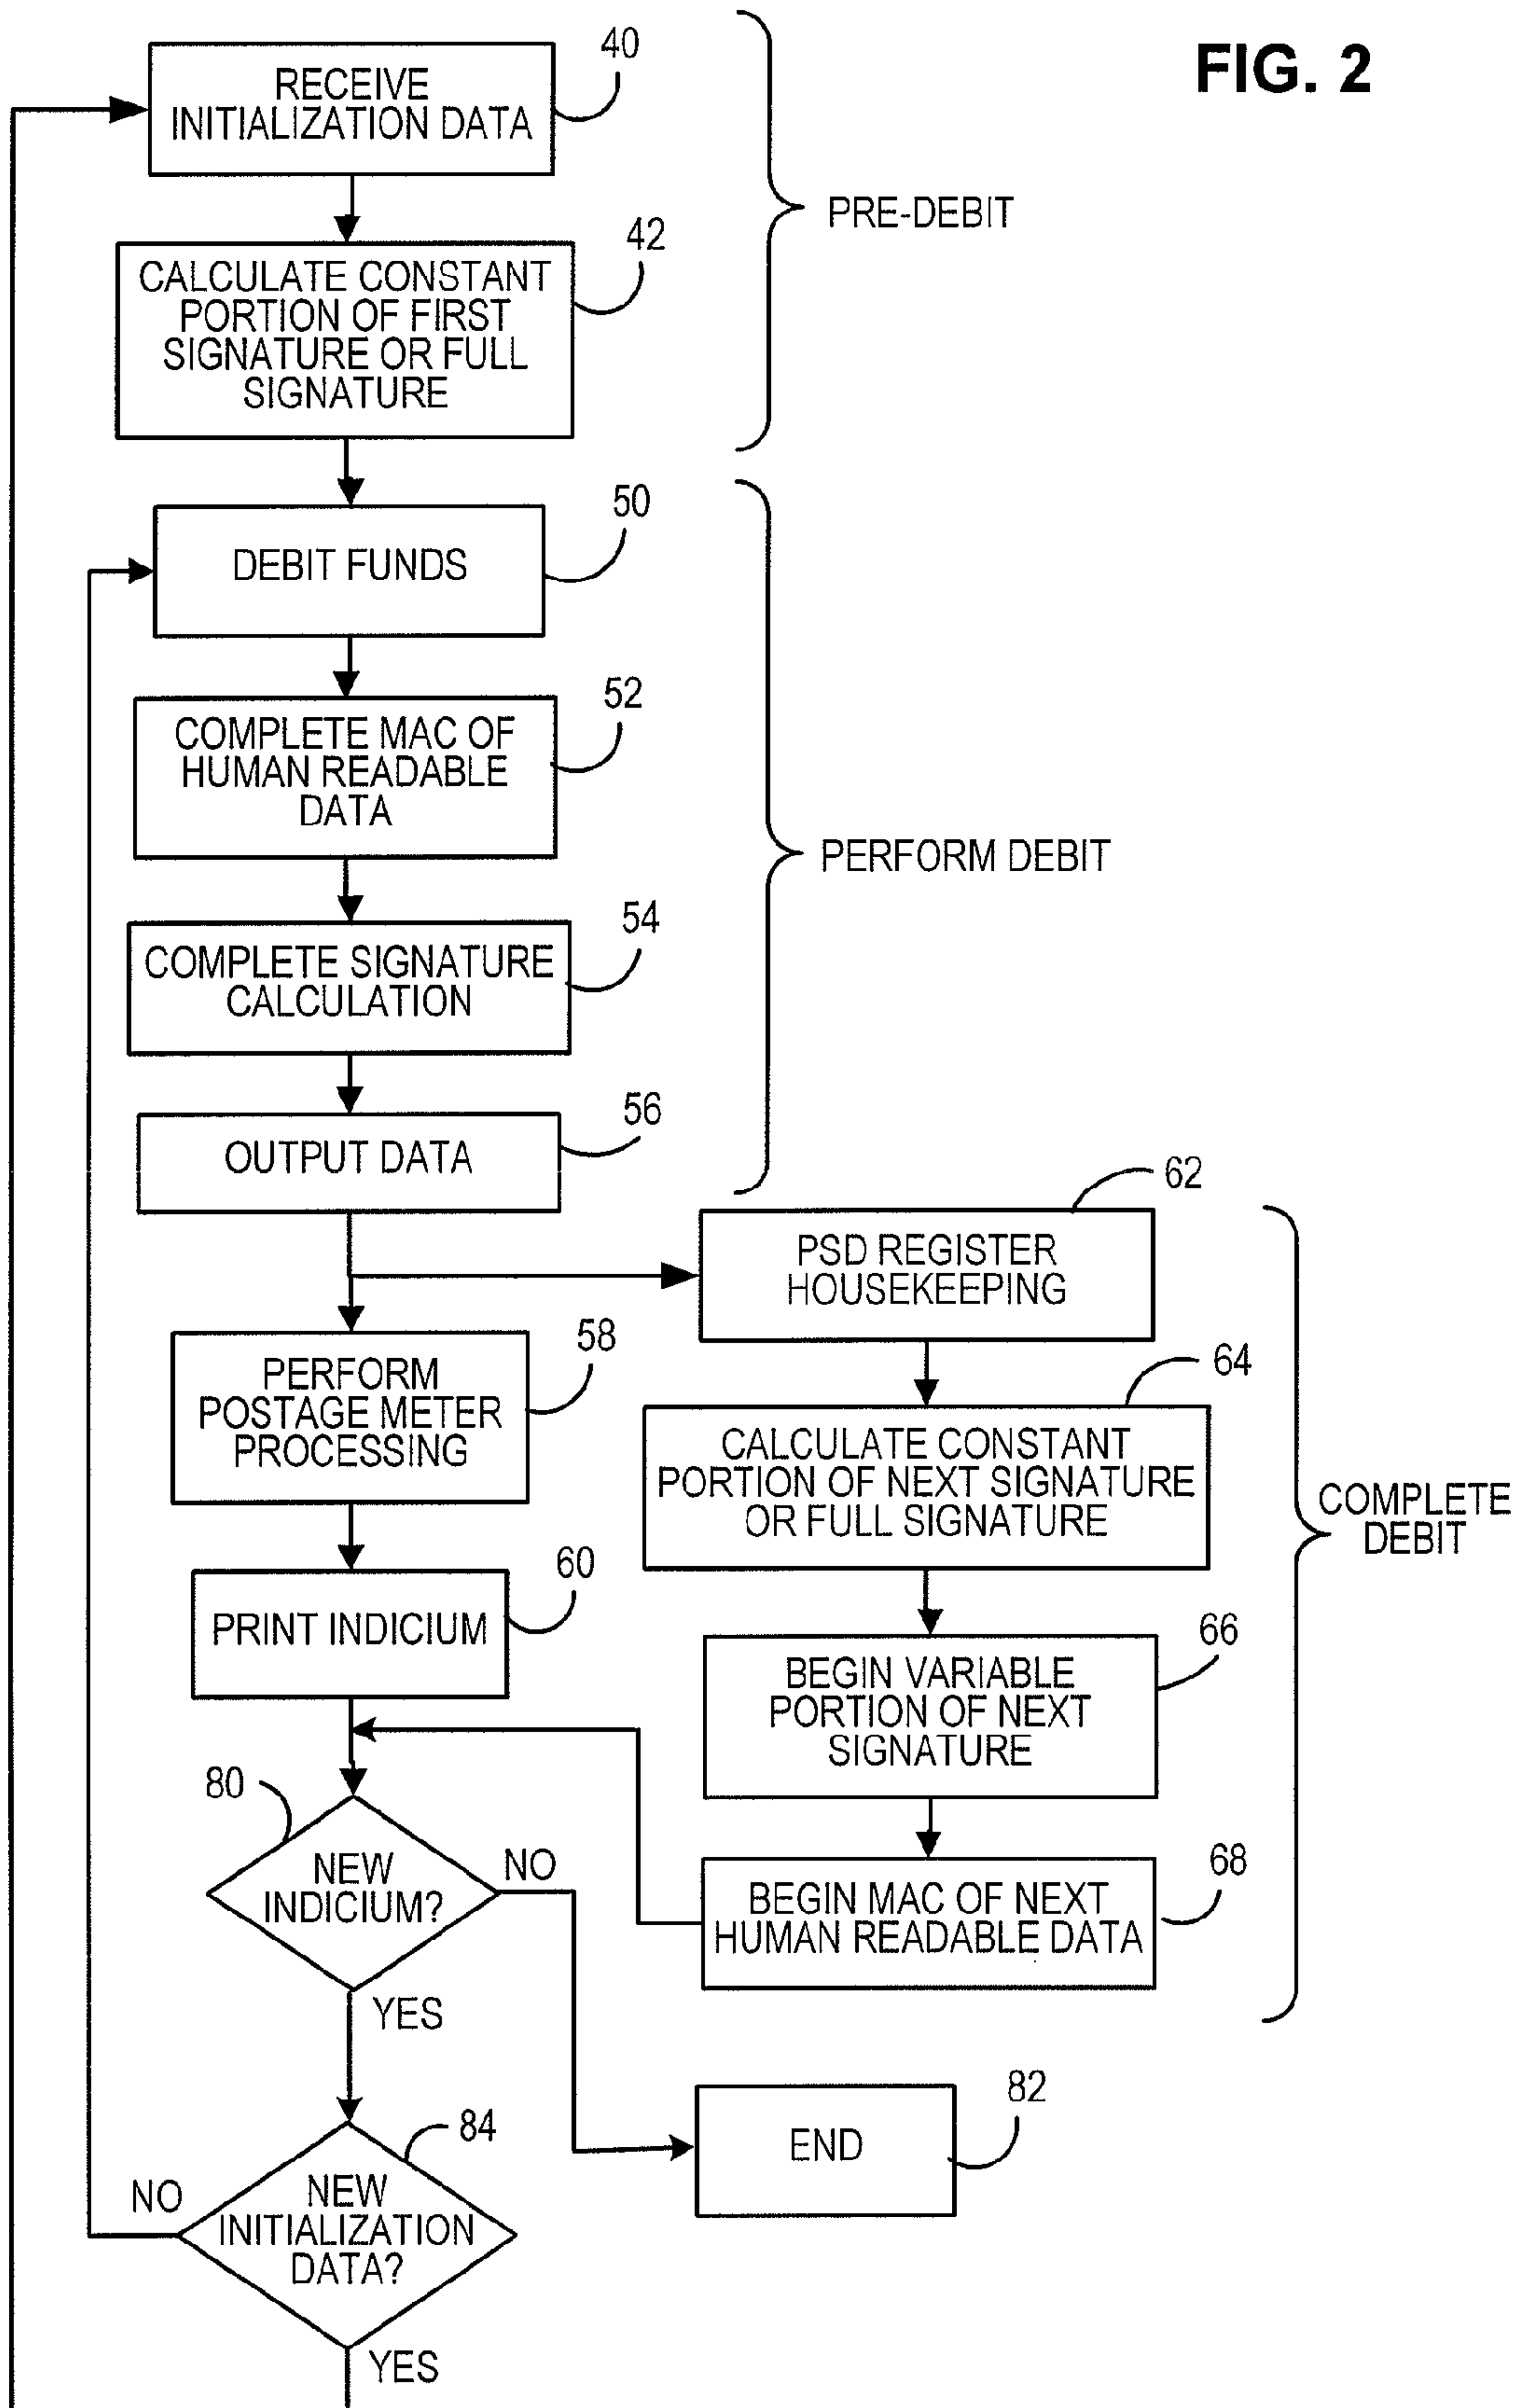 FIG. 2
40
RECEIVE
INITIALIZATION DATA
PRE-DEBIT
42
CALCULATE CONSTANT
PORTION OF FIRST
SIGNATURE OR FULL
SIGNATURE
50
DEBIT FUNDS
52
COMPLETE MAC OF
HUMAN READABLE
DATA
PERFORM DEBIT
54
COMPLETE SIGNATURE
CALCULATION
56
OUTPUT DATA
62
PSD REGISTER
HOUSEKEEPING
58
PERFORM
POSTAGE METER
PROCESSING
64
CALCULATE CONSTANT
PORTION OF NEXT SIGNATURE
OR FULL SIGNATURE
COMPLETE
DEBIT
60
PRINT INDICIUM
66
BEGIN VARIABLE
PORTION OF NEXT
SIGNATURE
80
NEW
INDICIUM?
NO
68
BEGIN MAC OF NEXT
HUMAN READABLE DATA
YES
82
END
84
NO
NEW
INITIALIZATION
DATA?
YES